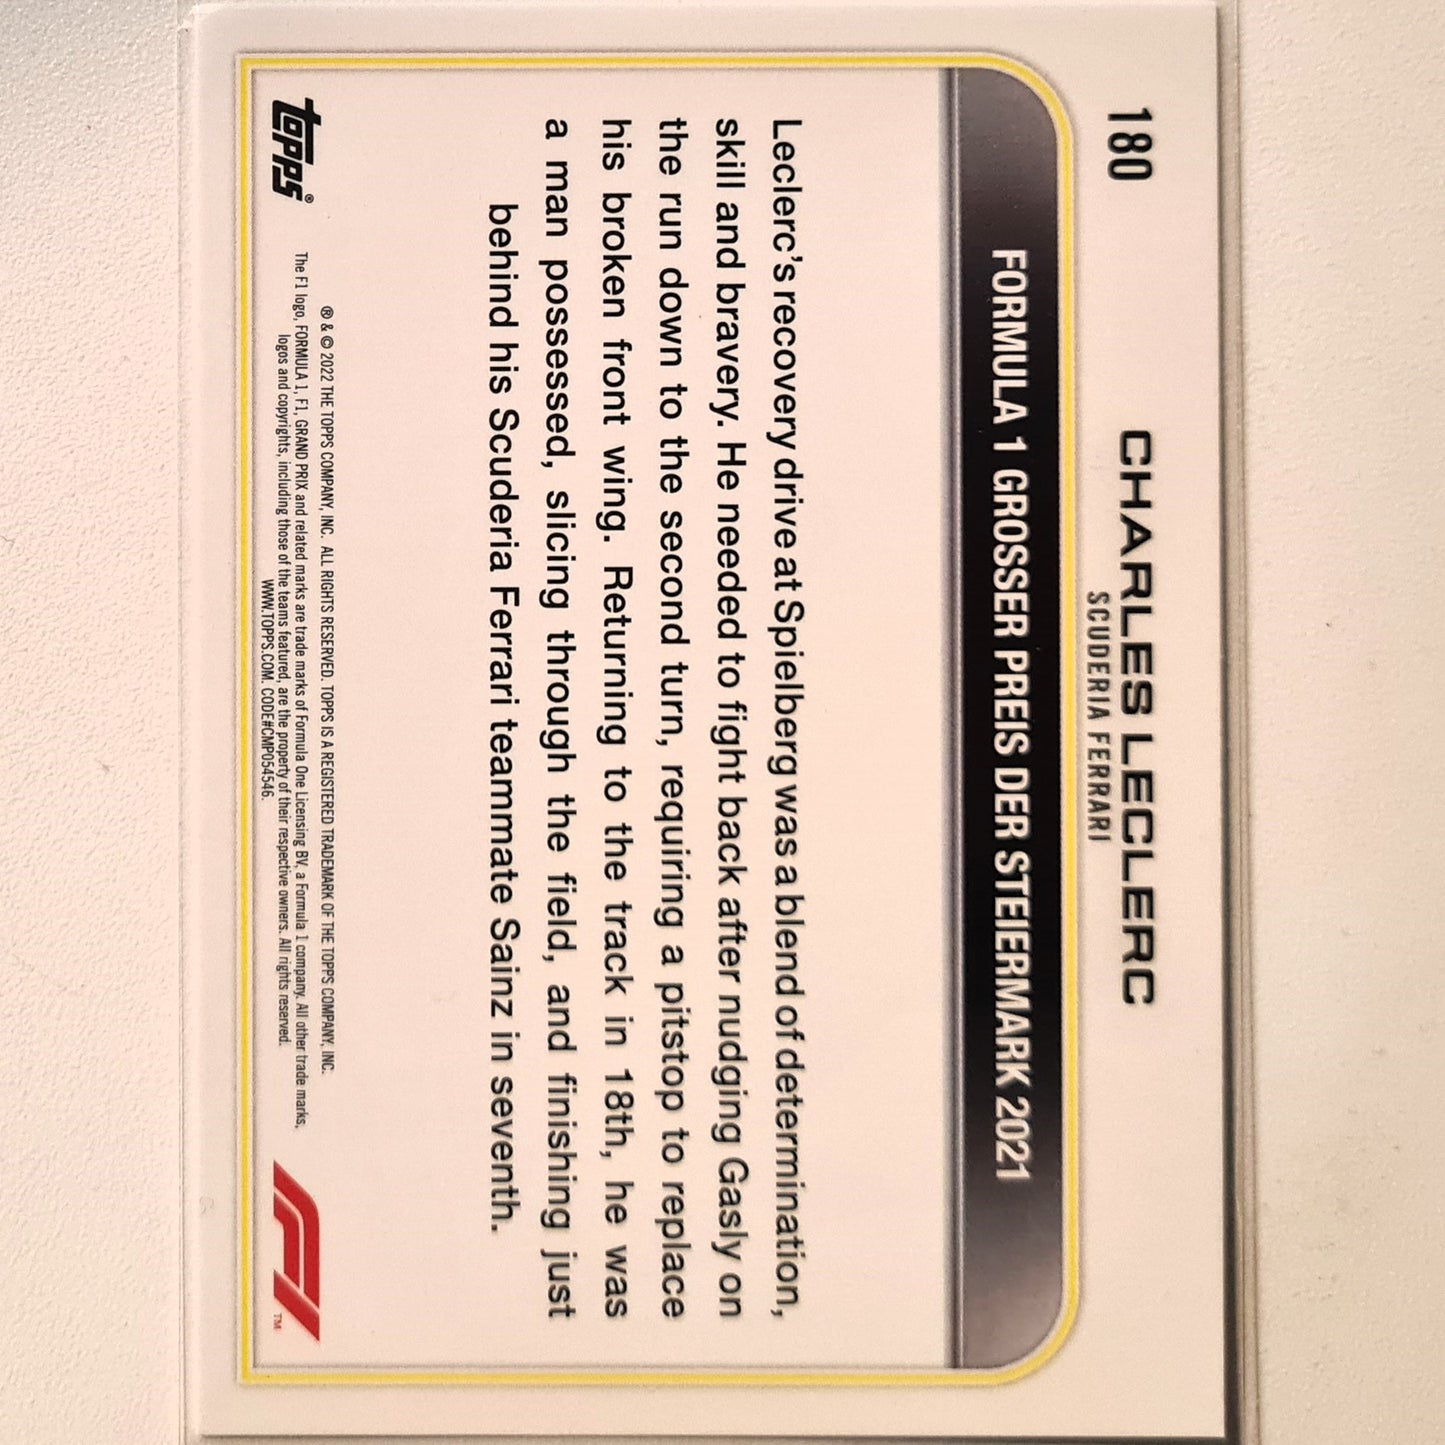 180
CHARLES LECLERC
SCUDERIA FERRARI
FORMULA 1 GROSSER PREIS DER STEIERMARK 2021
Leclerc's recovery drive at Spielberg was a blend of determination,
skill and bravery. He needed to fight back after nudging Gasly on
the run down to the second turn, requiring a pitstop to replace
his broken front wing. Returning to the track in 18th, he was
a man possessed, slicing through the field, and finishing just
behind his Scuderia Ferrari teammate Sainz in seventh.
topps®
® & © 2022 THE TOPPS COMPANY, INC. ALL RIGHTS RESERVED. TOPPS IS A REGISTERED TRADEMARK OF THE TOPPS COMPANY, INC.
The F1 logo, FORMULA 1, F1, GRAND PRIX and related marks are trade marks of Formula One Licensing BV, a Formula 1 company. All other trade marks,
logos and copyrights, including those of the teams featured, are the property of their respective owners. All rights reserved.
WWW.TOPPS.COM. CODE#CMP054546.
F1™